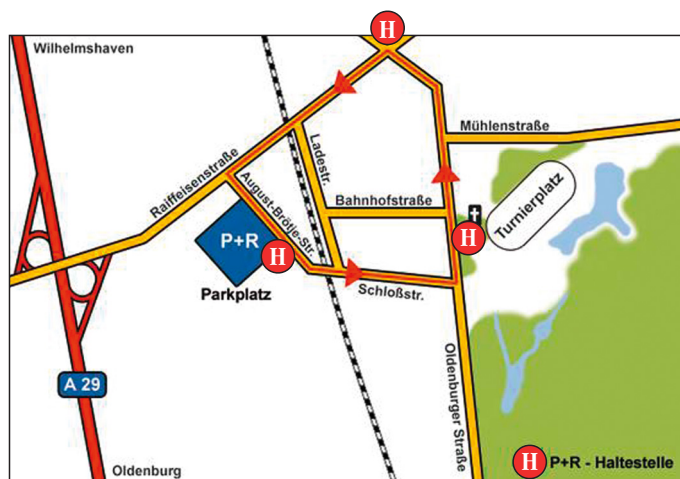 H
Wilhelmshaven
Mühlenstraße
Ladestr.
Raiffeisenstraße
August-Brötje-Str.
Bahnhofstraße
Turnierplatz
P+R
H
H
Parkplatz
Schloßstr.
Oldenburger Straße
A 29
Oldenburg
H P+R - Haltestelle